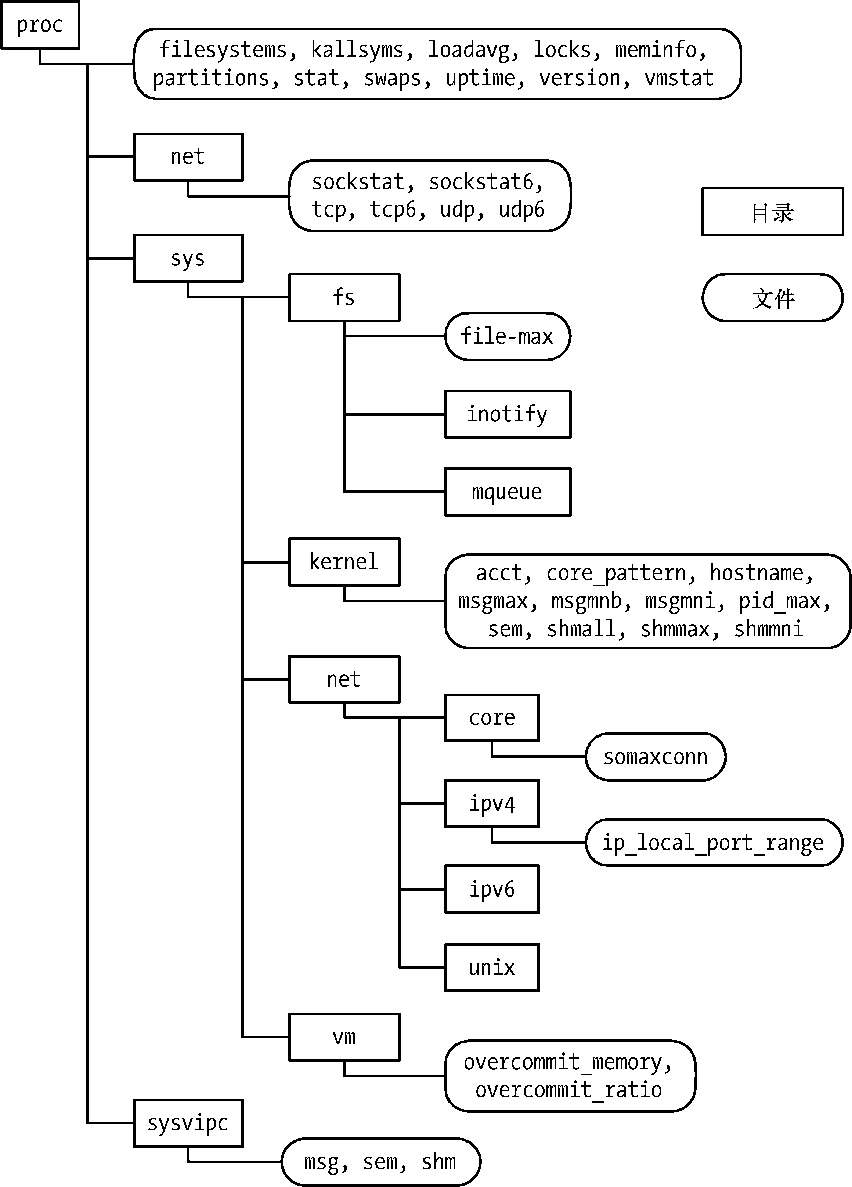 proc
filesystems, kallsyms, loadavg, locks, meminfo,
partitions, stat, swaps, uptime, version, vmstat
net
sockstat, sockstat6,
tcp, tcp6, udp, udp6
目录
sys
fs
文件
file-max
inotify
mqueue
kernel
acct, core_pattern, hostname,
msgmax, msgmnb, msgmni, pid_max,
sem, shmall, shmmax, shmmni
net
core
somaxconn
ipv4
ip_local_port_range
ipv6
unix
vm
overcommit_memory,
overcommit_ratio
sysvipc
msg, sem, shm